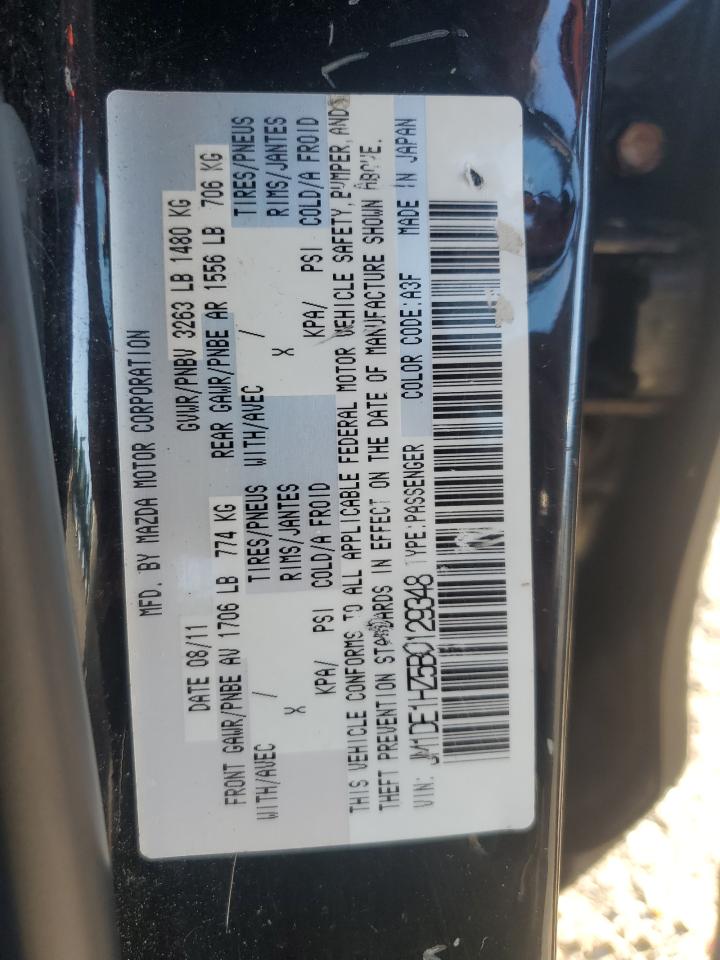 MFD. BY MAZDA MOTOR CORPORATION
DATE 08/11 GVWR/PNBV 3263 LB 1480 KG
FRONT GAWR/PNBE AV 1706 LB 774 KG REAR GAWR/PNBE AR 1556 LB 706 KG
WITH/AVEC TIRES/PNEUS WITH/AVEC TIRES/PNEUS
/ RIMS/JANTES / RIMS/JANTES
X X
KPA/ PSI COLD/A FROID KPA/ PSI COLD/A FROID
THIS VEHICLE CONFORMS TO ALL APPLICABLE FEDERAL MOTOR VEHICLE SAFETY, BUMPER, AND
THEFT PREVENTION STANDARDS IN EFFECT ON THE DATE OF MANUFACTURE SHOWN ABOVE.
VIN: JM1DE1HZ5B0129348 TYPE:PASSENGER COLOR CODE:A3F MADE IN JAPAN